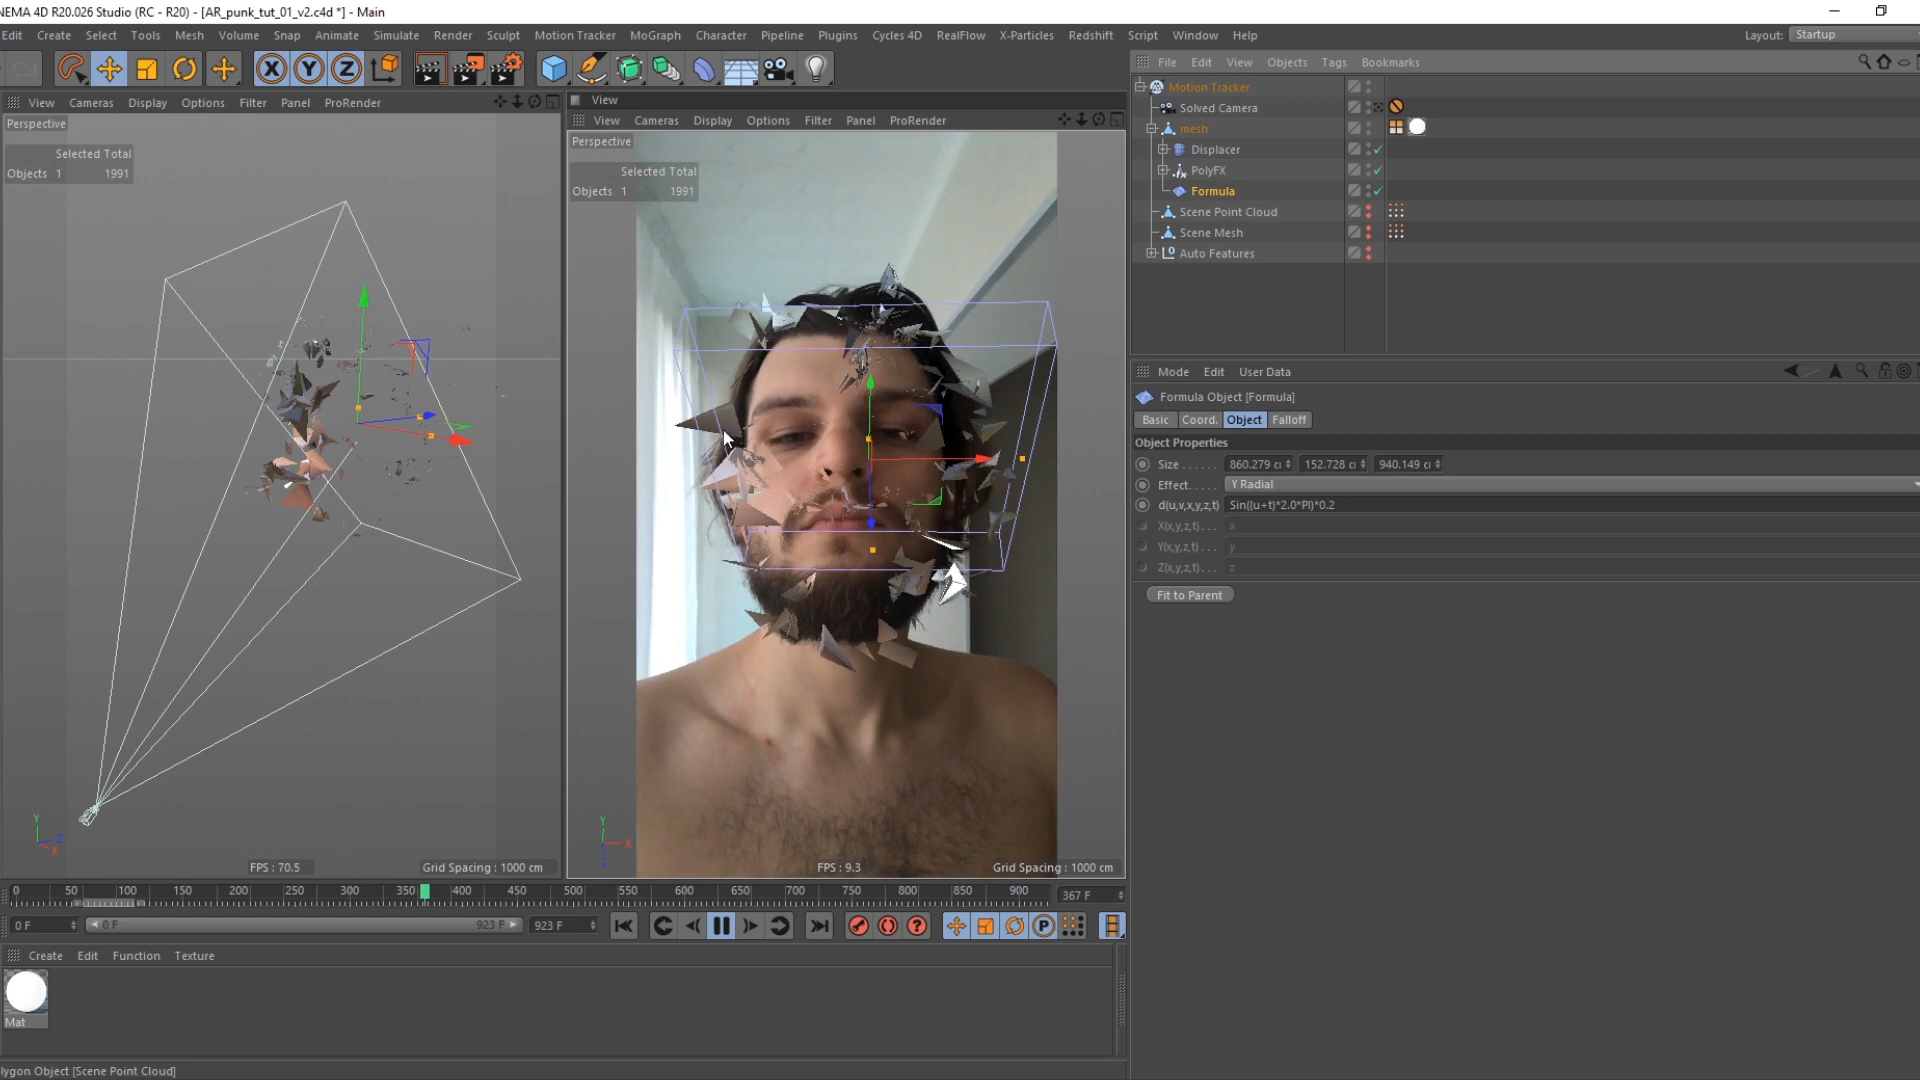 NEMA 4D R20.026 Studio (RC - R20) - [AR_punk_tut_01_v2.c4d *] - Main
Edit Create Select Tools Mesh Volume Snap Animate Simulate Render Sculpt Motion Tracker MoGraph Character Pipeline Plugins Cycles 4D RealFlow X-Particles Redshift Script Window Help Layout: Startup
X Y Z
File Edit View Objects Tags Bookmarks
Motion Tracker
Solved Camera
mesh
Displacer
PolyFX
Formula
Scene Point Cloud
Scene Mesh
Auto Features
View Cameras Display Options Filter Panel ProRender
Perspective
Selected Total
Objects 1 1991
Y
Z
X
FPS : 70.5 Grid Spacing : 1000 cm
View
View Cameras Display Options Filter Panel ProRender
Perspective
Selected Total
Objects 1 1991
Y
X
Z
FPS : 9.3 Grid Spacing : 1000 cm
Mode Edit User Data
Formula Object [Formula]
Basic Coord. Object Falloff
Object Properties
Size . . . . . . 860.279 cı 152.728 cı 940.149 cı
Effect. . . . . Y Radial
d(u,v,x,y,z,t) Sin((u+t)*2.0*PI)*0.2
X(x,y,z,t) . . . x
Y(x,y,z,t) . . . y
Z(x,y,z,t) . . . z
Fit to Parent
0 50 100 150 200 250 300 350 400 450 500 550 600 650 700 750 800 850 900 367 F
0 F 0 F 923 F 923 F ? P
Create Edit Function Texture
Mat
lygon Object [Scene Point Cloud]